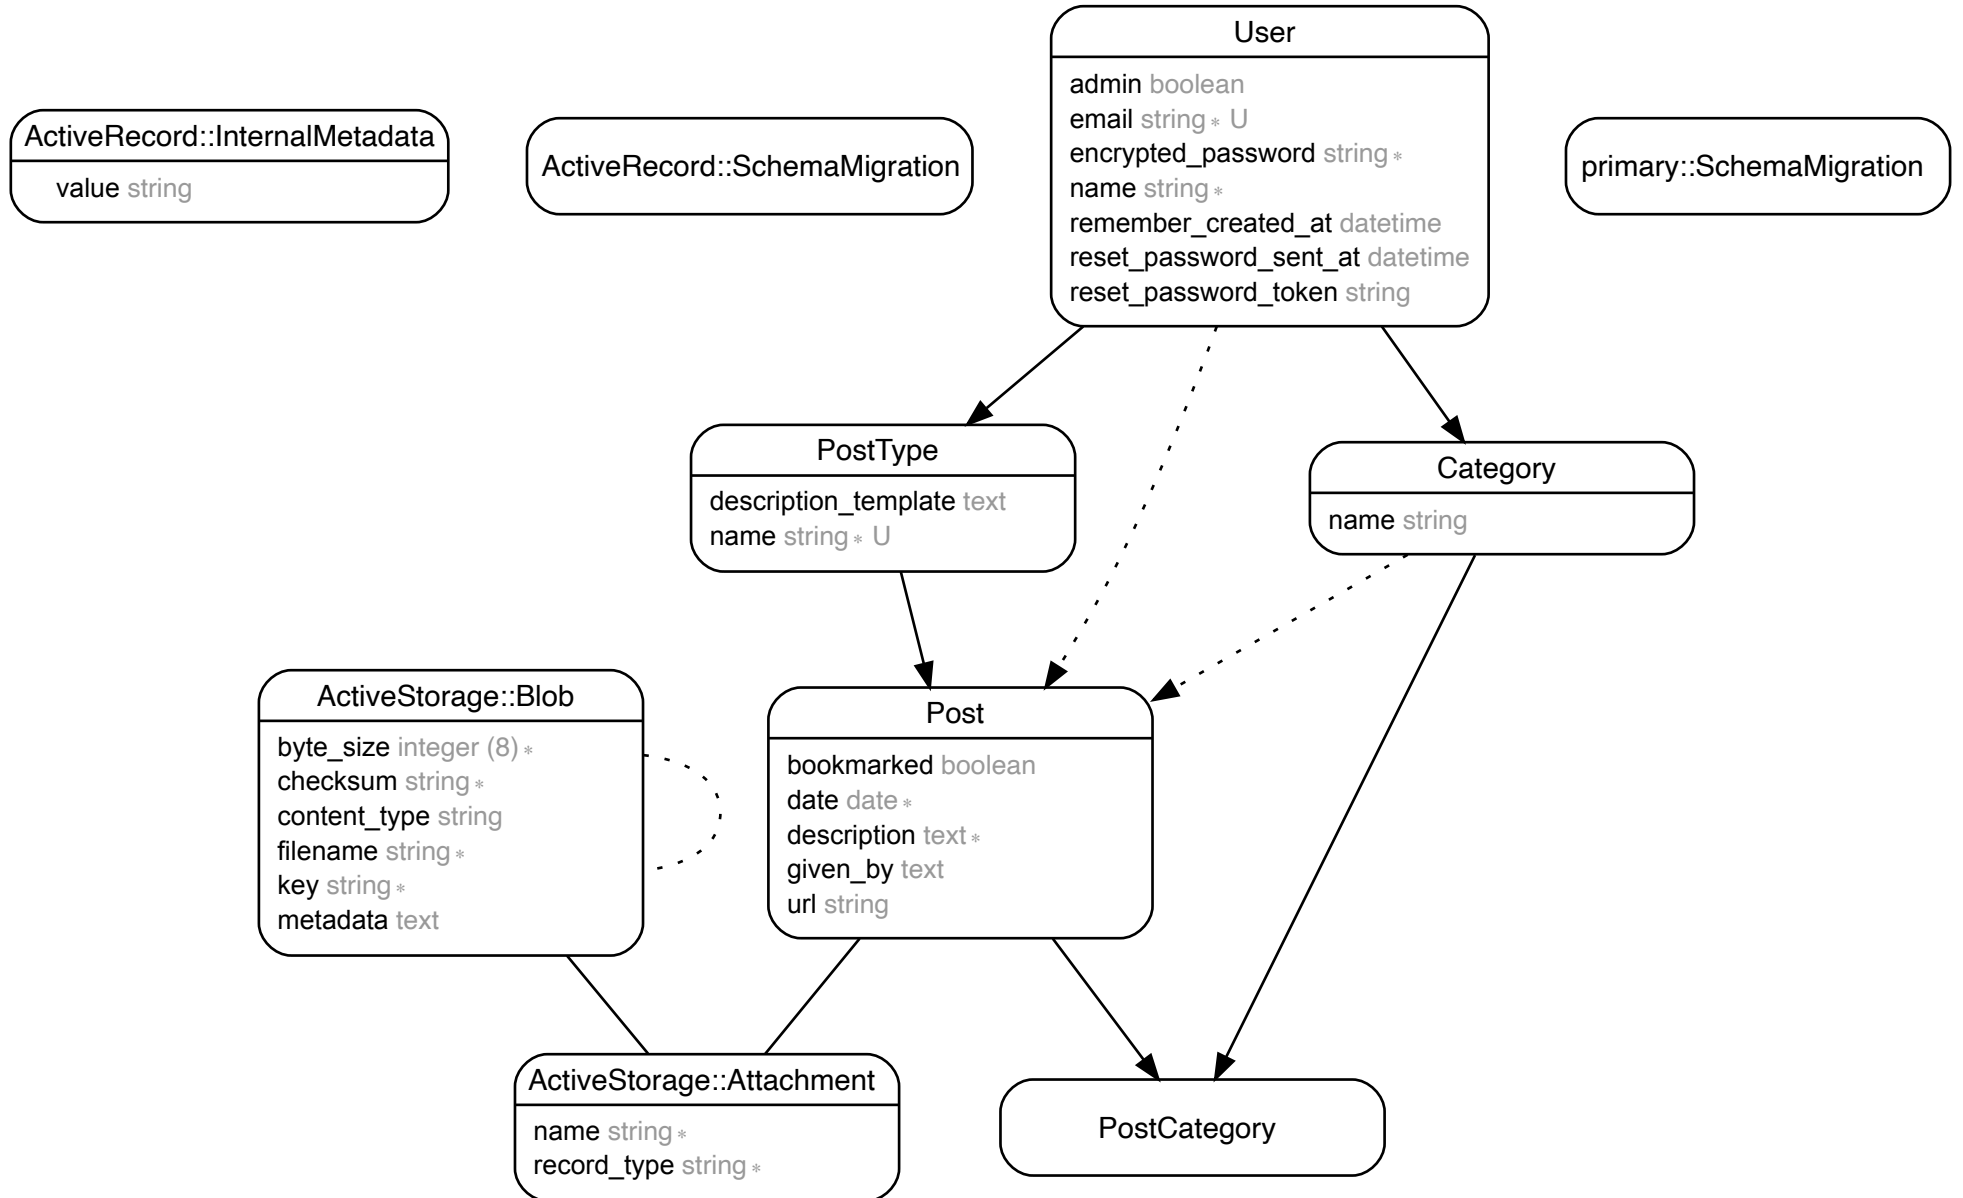 User
admin boolean
email string ∗ U
encrypted_password string ∗
name string ∗
remember_created_at datetime
reset_password_sent_at datetime
reset_password_token string
ActiveRecord::InternalMetadata
value string
ActiveRecord::SchemaMigration
primary::SchemaMigration
PostType
description_template text
name string ∗ U
Category
name string
ActiveStorage::Blob
byte_size integer (8) ∗
checksum string ∗
content_type string
filename string ∗
key string ∗
metadata text
Post
bookmarked boolean
date date ∗
description text ∗
given_by text
url string
ActiveStorage::Attachment
name string ∗
record_type string ∗
PostCategory